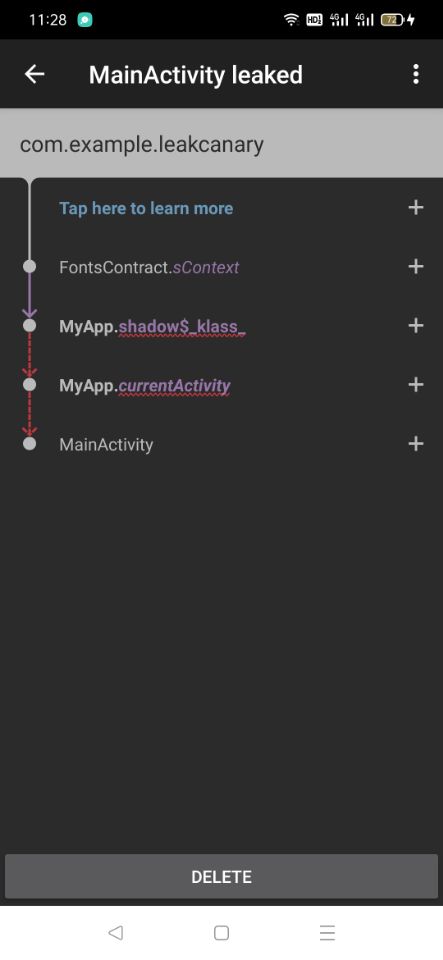 11:28 HD 4G 4G 72
MainActivity leaked
com.example.leakcanary
Tap here to learn more +
FontsContract.sContext +
MyApp.shadow$_klass_ +
MyApp.currentActivity +
MainActivity +
DELETE